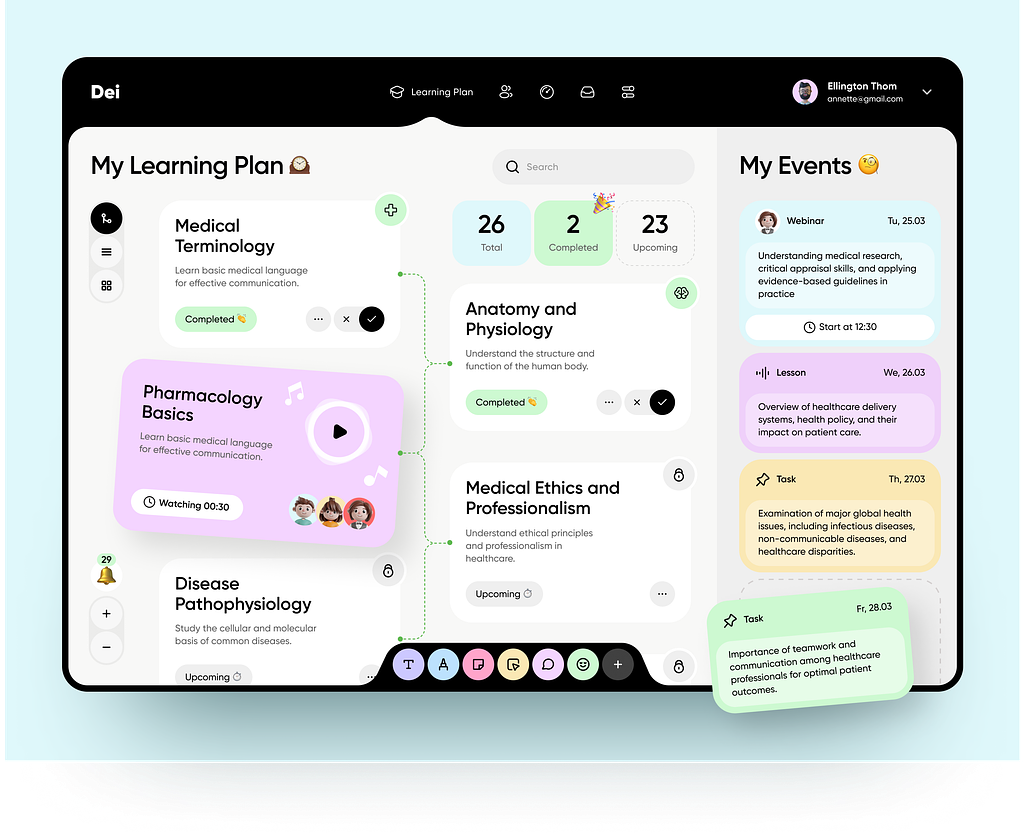 Dei
Learning Plan
Ellington Thom
annette@gmail.com
My Learning Plan
Search
My Events
Medical
Terminology
Learn basic medical language
for effective communication.
Completed
26
Total
2
Completed
23
Upcoming
Anatomy and
Physiology
Understand the structure and
function of the human body.
Completed
Pharmacology
Basics
Learn basic medical language
for effective communication.
Watching 00:30
Medical Ethics and
Professionalism
Understand ethical principles
and professionalism in
healthcare.
Upcoming
29
Disease
Pathophysiology
Study the cellular and molecular
basis of common diseases.
Upcoming
T
A
Webinar
Tu, 25.03
Understanding medical research,
critical appraisal skills, and applying
evidence-based guidelines in
practice
Start at 12:30
Lesson
We, 26.03
Overview of healthcare delivery
systems, health policy, and their
impact on patient care.
Task
Th, 27.03
Examination of major global health
issues, including infectious diseases,
non-communicable diseases, and
healthcare disparities.
Task
Fr, 28.03
Importance of teamwork and
communication among healthcare
professionals for optimal patient
outcomes.